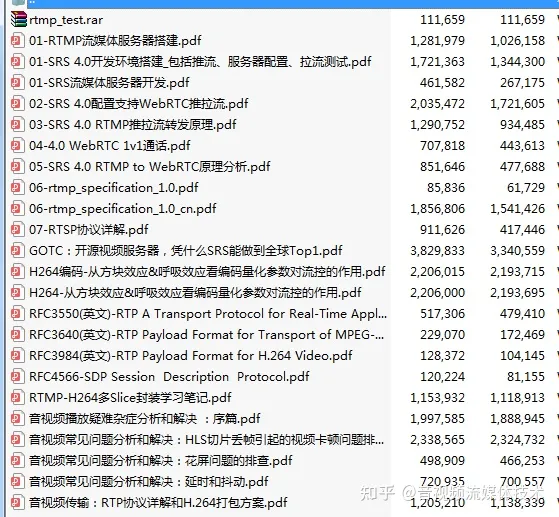 ..
rtmp_test.rar 111,659 111,659
01-RTMP流媒体服务器搭建.pdf 1,281,979 1,026,158
01-SRS 4.0开发环境搭建_包括推流、服务器配置、拉流测试.pdf 1,721,363 1,344,300
01-SRS流媒体服务器开发.pdf 461,582 267,175
02-SRS 4.0配置支持WebRTC推拉流.pdf 2,035,472 1,721,605
03-SRS 4.0 RTMP推拉流转发原理.pdf 1,290,752 934,485
04-4.0 WebRTC 1v1通话.pdf 707,818 443,613
05-SRS 4.0 RTMP to WebRTC原理分析.pdf 851,646 477,688
06-rtmp_specification_1.0.pdf 85,836 61,729
06-rtmp_specification_1.0_cn.pdf 1,856,806 1,541,426
07-RTSP协议详解.pdf 911,626 417,446
GOTC：开源视频服务器，凭什么SRS能做到全球Top1.pdf 3,829,833 3,340,559
H264编码-从方块效应&呼吸效应看编码量化参数对流控的作用.pdf 2,206,015 2,193,715
H264-从方块效应&呼吸效应看编码量化参数对流控的作用.pdf 2,206,000 2,193,695
RFC3550(英文)-RTP A Transport Protocol for Real-Time Appl... 517,306 479,410
RFC3640(英文)-RTP Payload Format for Transport of MPEG-... 229,070 172,469
RFC3984(英文)-RTP Payload Format for H.264 Video.pdf 128,372 104,145
RFC4566-SDP Session Description Protocol.pdf 120,224 81,155
RTMP-H264多Slice封装学习笔记.pdf 1,153,932 1,118,913
音视频播放疑难杂症分析和解决 ：序篇.pdf 1,997,585 1,888,945
音视频常见问题分析和解决：HLS切片丢帧引起的视频卡顿问题排... 2,338,565 2,324,732
音视频常见问题分析和解决：花屏问题的排查.pdf 498,909 466,253
音视频常见问题分析和解决：延时和抖动.pdf 720,935 700,557
音视频传输：RTP协议详解和H.264打包方案.pdf 1,205,210 1,138,339
知乎 @音视频流媒体技术